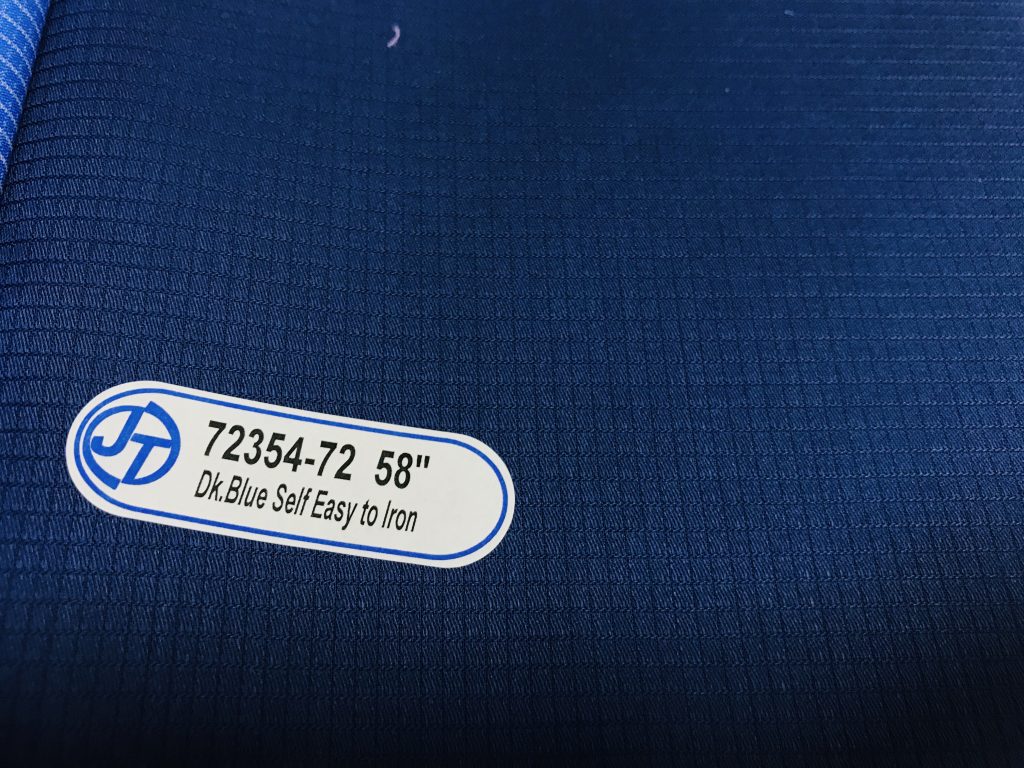 JT
72354-72 58"
Dk.Blue Self Easy to Iron